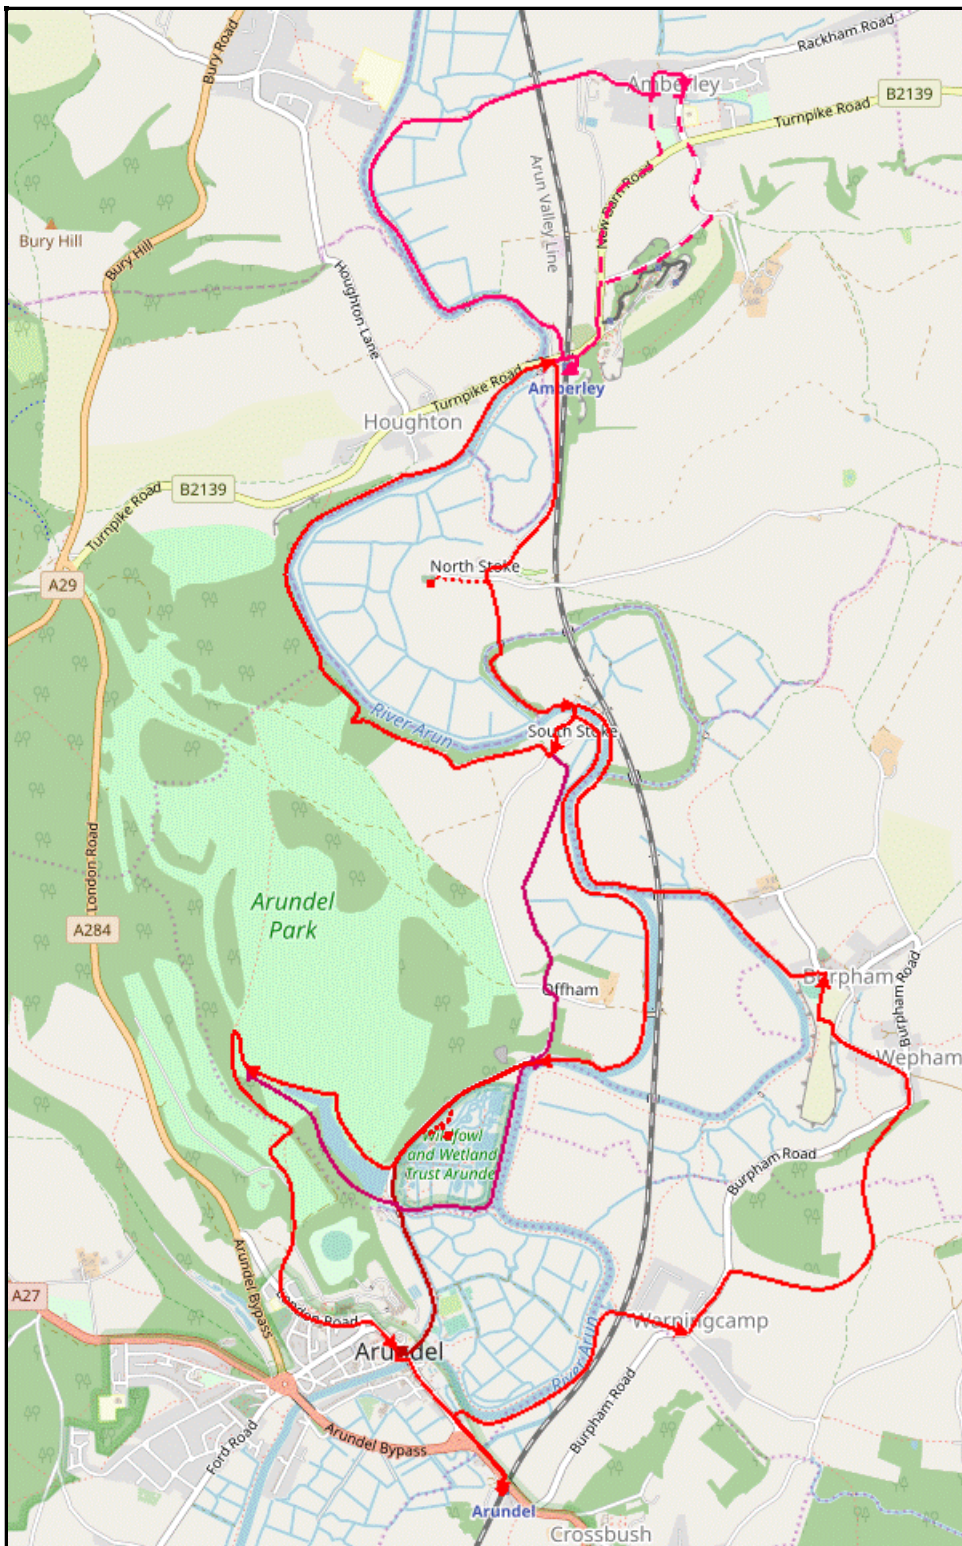 Bury Road
Rackham Road
Amberley
B2139
Turnpike Road
Arun Valley Line
New Barn Road
Bury Hill
Bury Hill
Houghton Lane
Turnpike Road
Amberley
Houghton
B2139
Turnpike Road
North Stoke
A29
River Arun
South Stoke
London Road
Arundel
Park
A284
Offham
Burpham
Burpham Road
Wepham
Wildfowl
and Wetland
Trust Arundel
Burpham Road
Arundel Bypass
A27
London Road
Warningcamp
Arundel
River Arun
Burpham Road
Ford Road
Arundel Bypass
Arundel
Crossbush